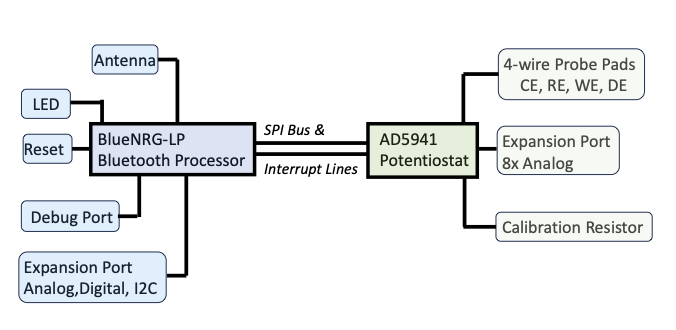 Antenna
LED
Reset
BlueNRG-LP
Bluetooth Processor
Debug Port
Expansion Port
Analog,Digital, I2C
SPI Bus &
Interrupt Lines
AD5941
Potentiostat
4-wire Probe Pads
CE, RE, WE, DE
Expansion Port
8x Analog
Calibration Resistor